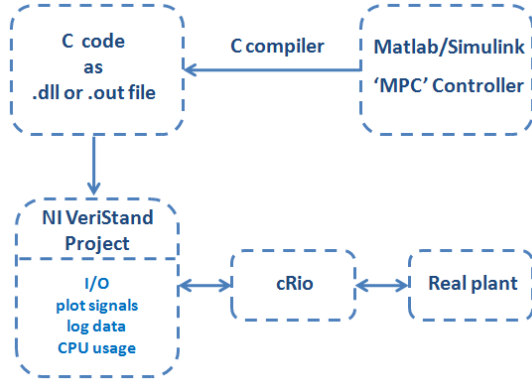 C code
as
.dll or .out file
C compiler
Matlab/Simulink
‘MPC’ Controller
NI VeriStand
Project
I/O
plot signals
log data
CPU usage
cRio
Real plant